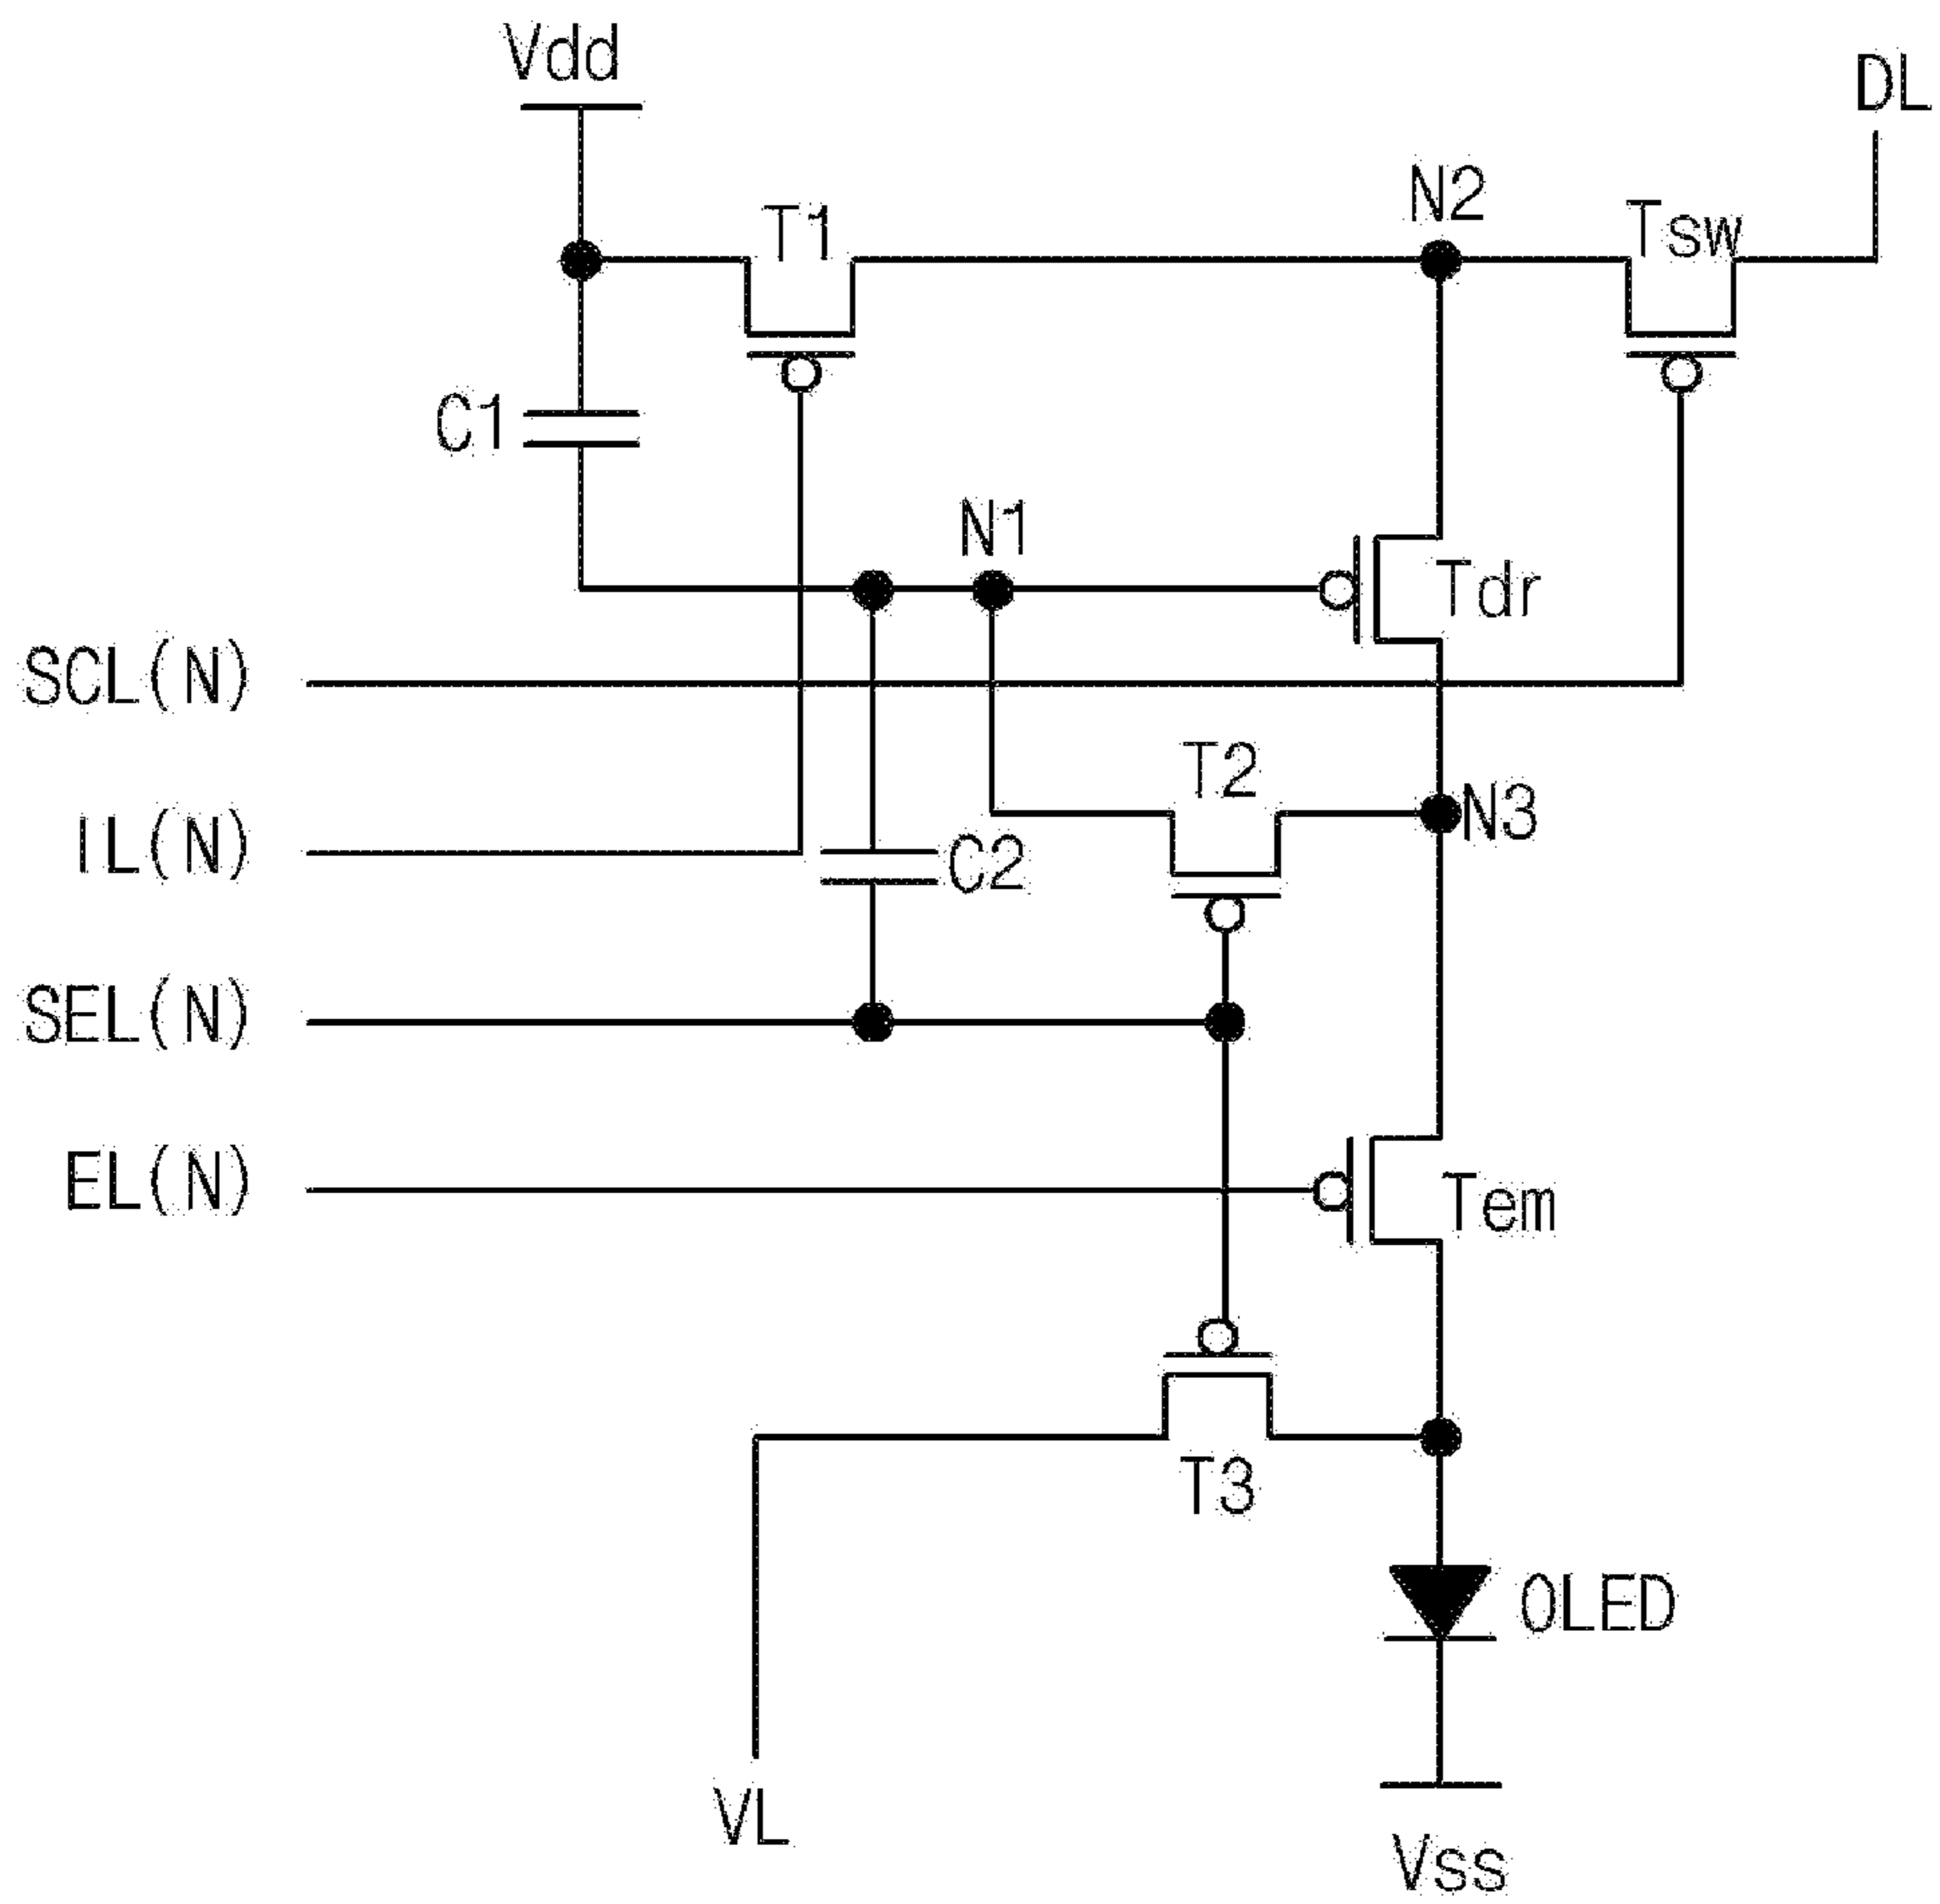 Vdd
DL
N2
T1
Tsw
C1
N1
Tdr
SCL(N)
T2
N3
IL(N)
C2
SEL(N)
EL(N)
Tem
T3
OLED
VL
Vss